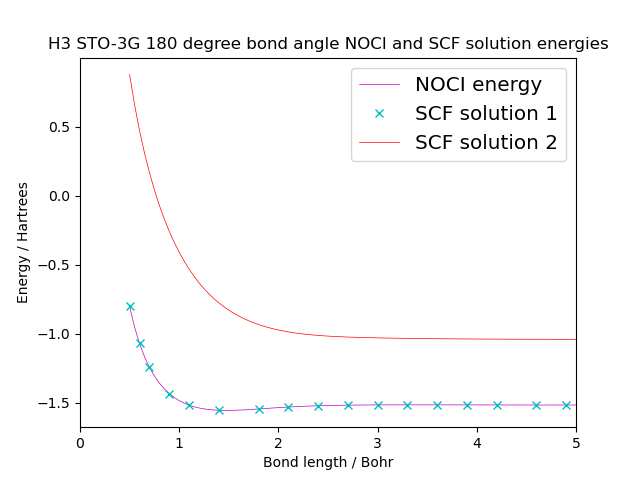 H3 STO-3G 180 degree bond angle NOCI and SCF solution energies
NOCI energy
SCF solution 1
SCF solution 2
Energy / Hartrees
0.5
0.0
−0.5
−1.0
−1.5
0 1 2 3 4 5
Bond length / Bohr